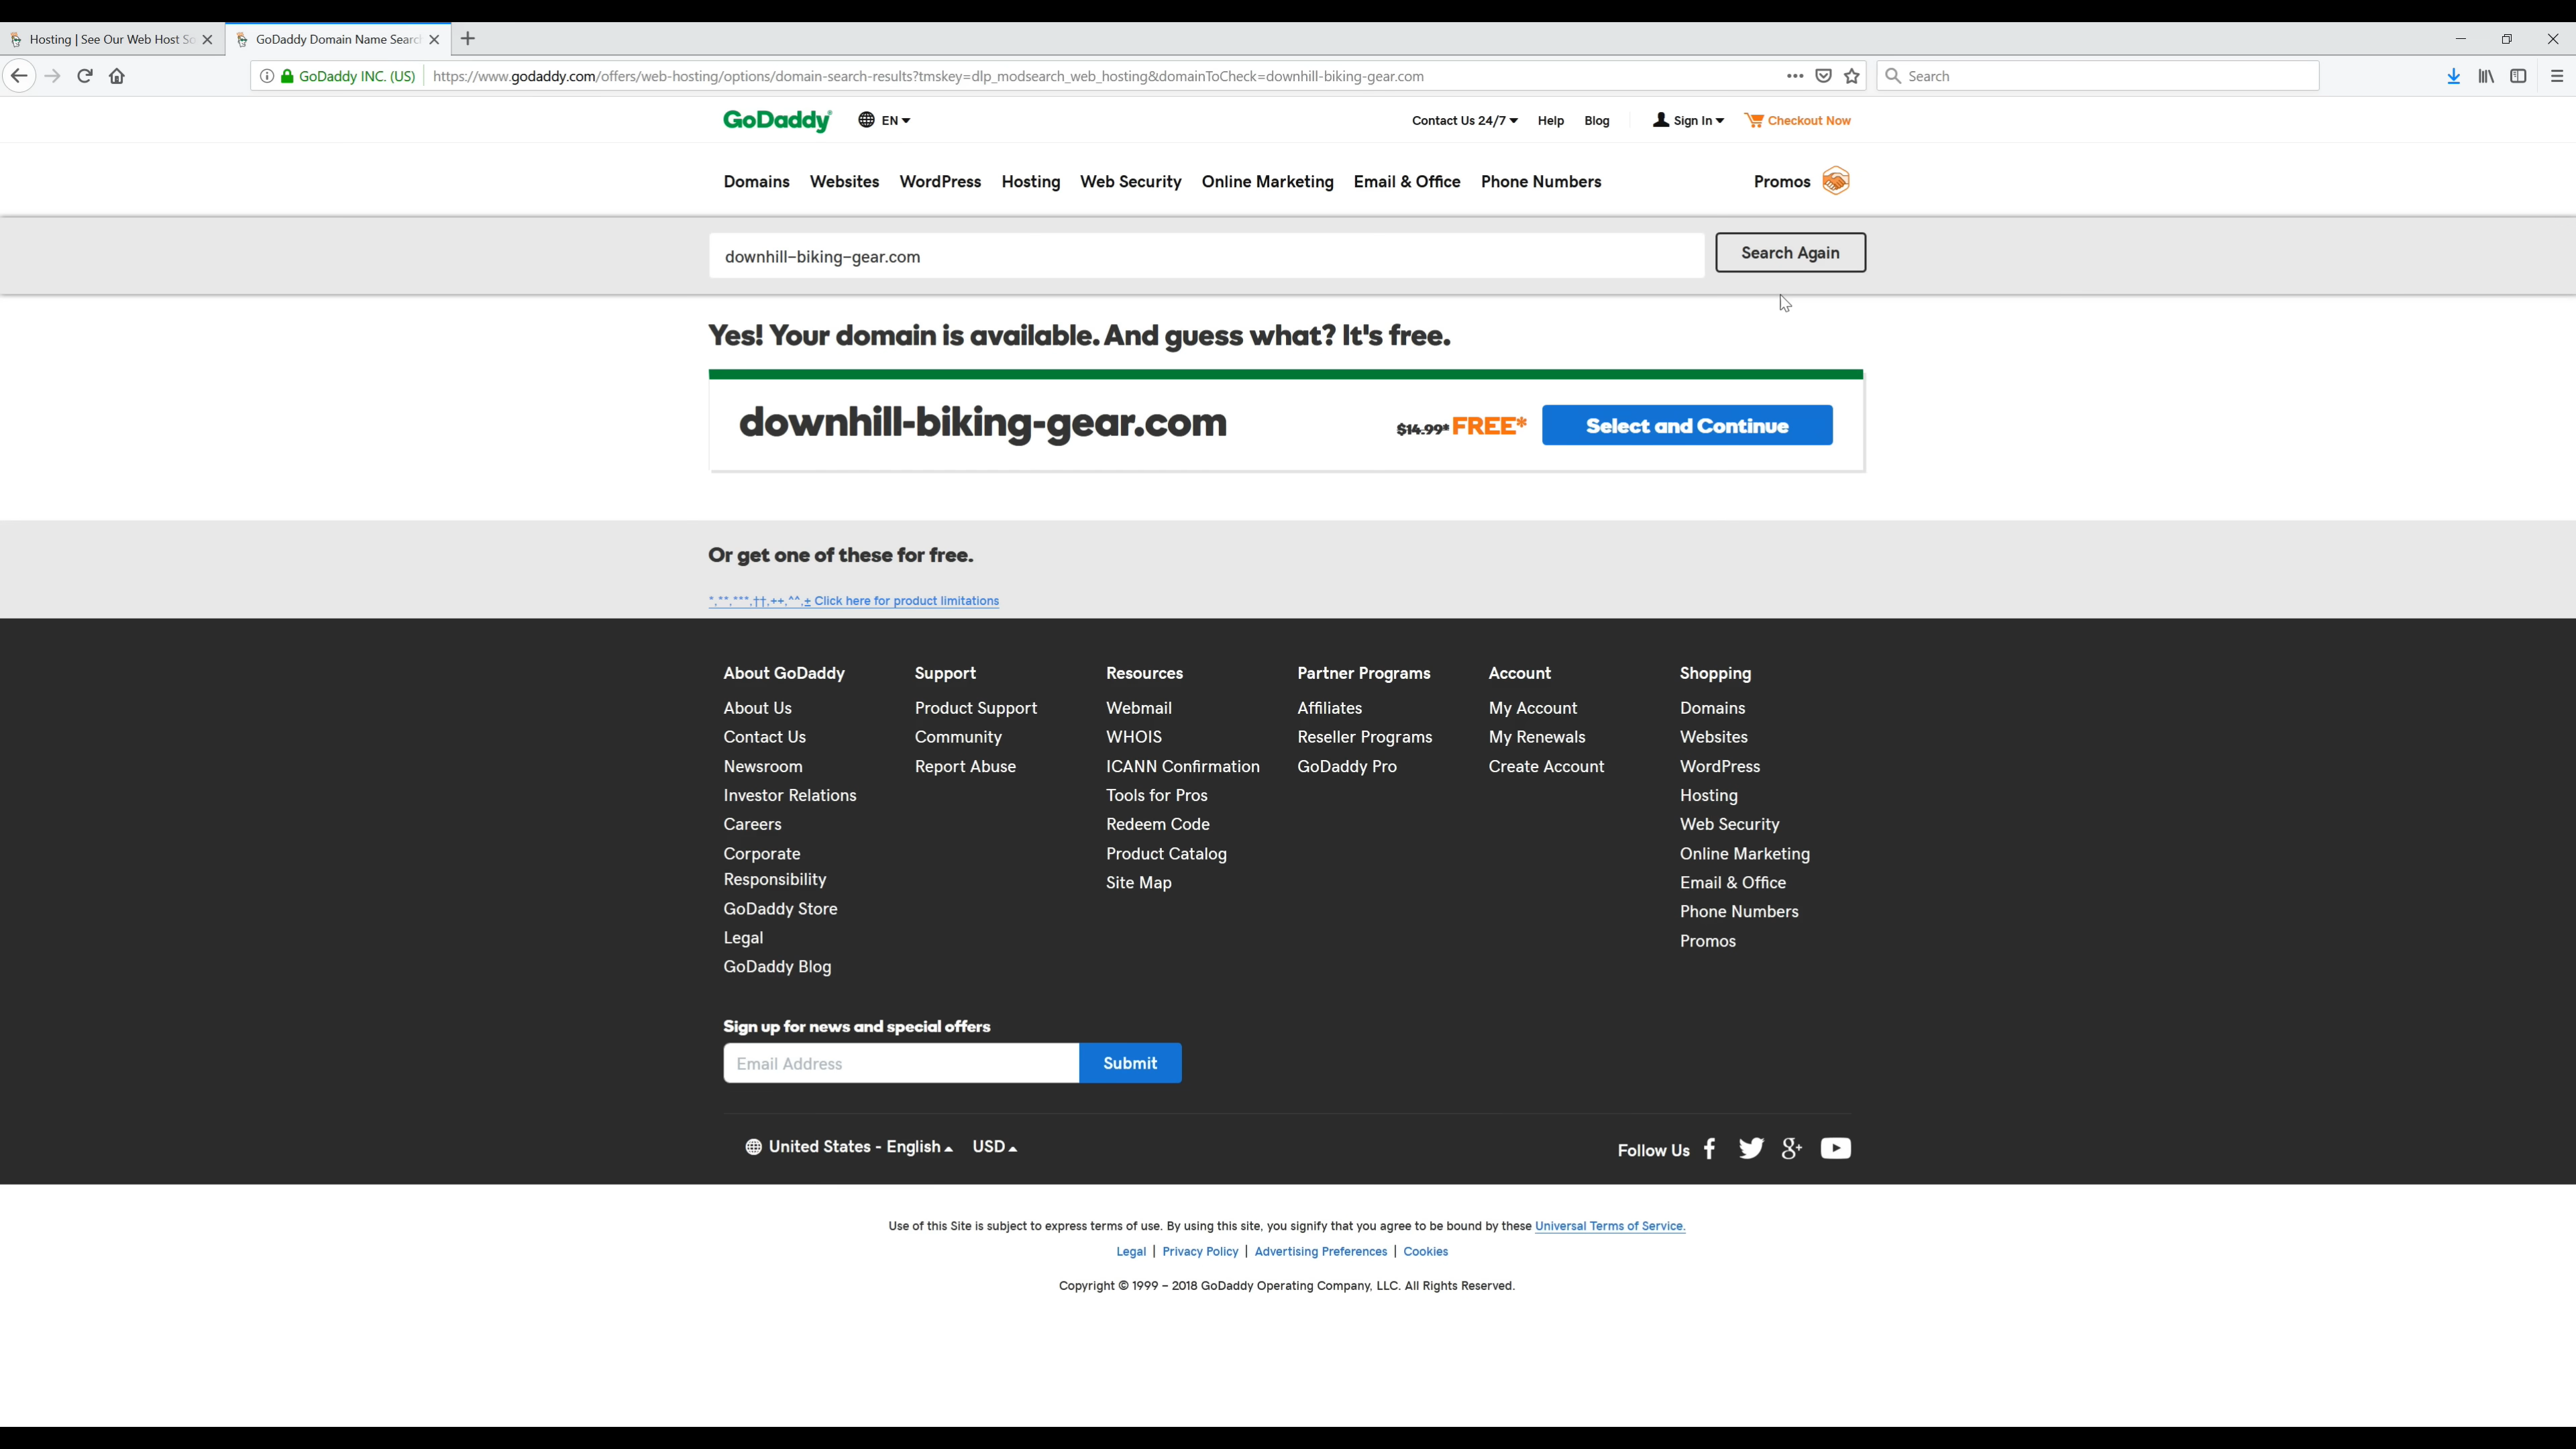 Hosting | See Our Web Host So
GoDaddy Domain Name Searc
GoDaddy INC. (US)
https://www.godaddy.com/offers/web-hosting/options/domain-search-results?tmskey=dlp_modsearch_web_hosting&domainToCheck=downhill-biking-gear.com
Search
GoDaddy
EN
Contact Us 24/7
Help
Blog
Sign In
Checkout Now
Domains
Websites
WordPress
Hosting
Web Security
Online Marketing
Email & Office
Phone Numbers
Promos
downhill-biking-gear.com
Search Again
Yes! Your domain is available. And guess what? It's free.
downhill-biking-gear.com
$14.99* FREE*
Select and Continue
Or get one of these for free.
*,**,***,††,++,^^,± Click here for product limitations
About GoDaddy
About Us
Contact Us
Newsroom
Investor Relations
Careers
Corporate
Responsibility
GoDaddy Store
Legal
GoDaddy Blog
Support
Product Support
Community
Report Abuse
Resources
Webmail
WHOIS
ICANN Confirmation
Tools for Pros
Redeem Code
Product Catalog
Site Map
Partner Programs
Affiliates
Reseller Programs
GoDaddy Pro
Account
My Account
My Renewals
Create Account
Shopping
Domains
Websites
WordPress
Hosting
Web Security
Online Marketing
Email & Office
Phone Numbers
Promos
Sign up for news and special offers
Email Address
Submit
United States - English
USD
Follow Us
Use of this Site is subject to express terms of use. By using this site, you signify that you agree to be bound by these Universal Terms of Service.
Legal | Privacy Policy | Advertising Preferences | Cookies
Copyright © 1999 – 2018 GoDaddy Operating Company, LLC. All Rights Reserved.